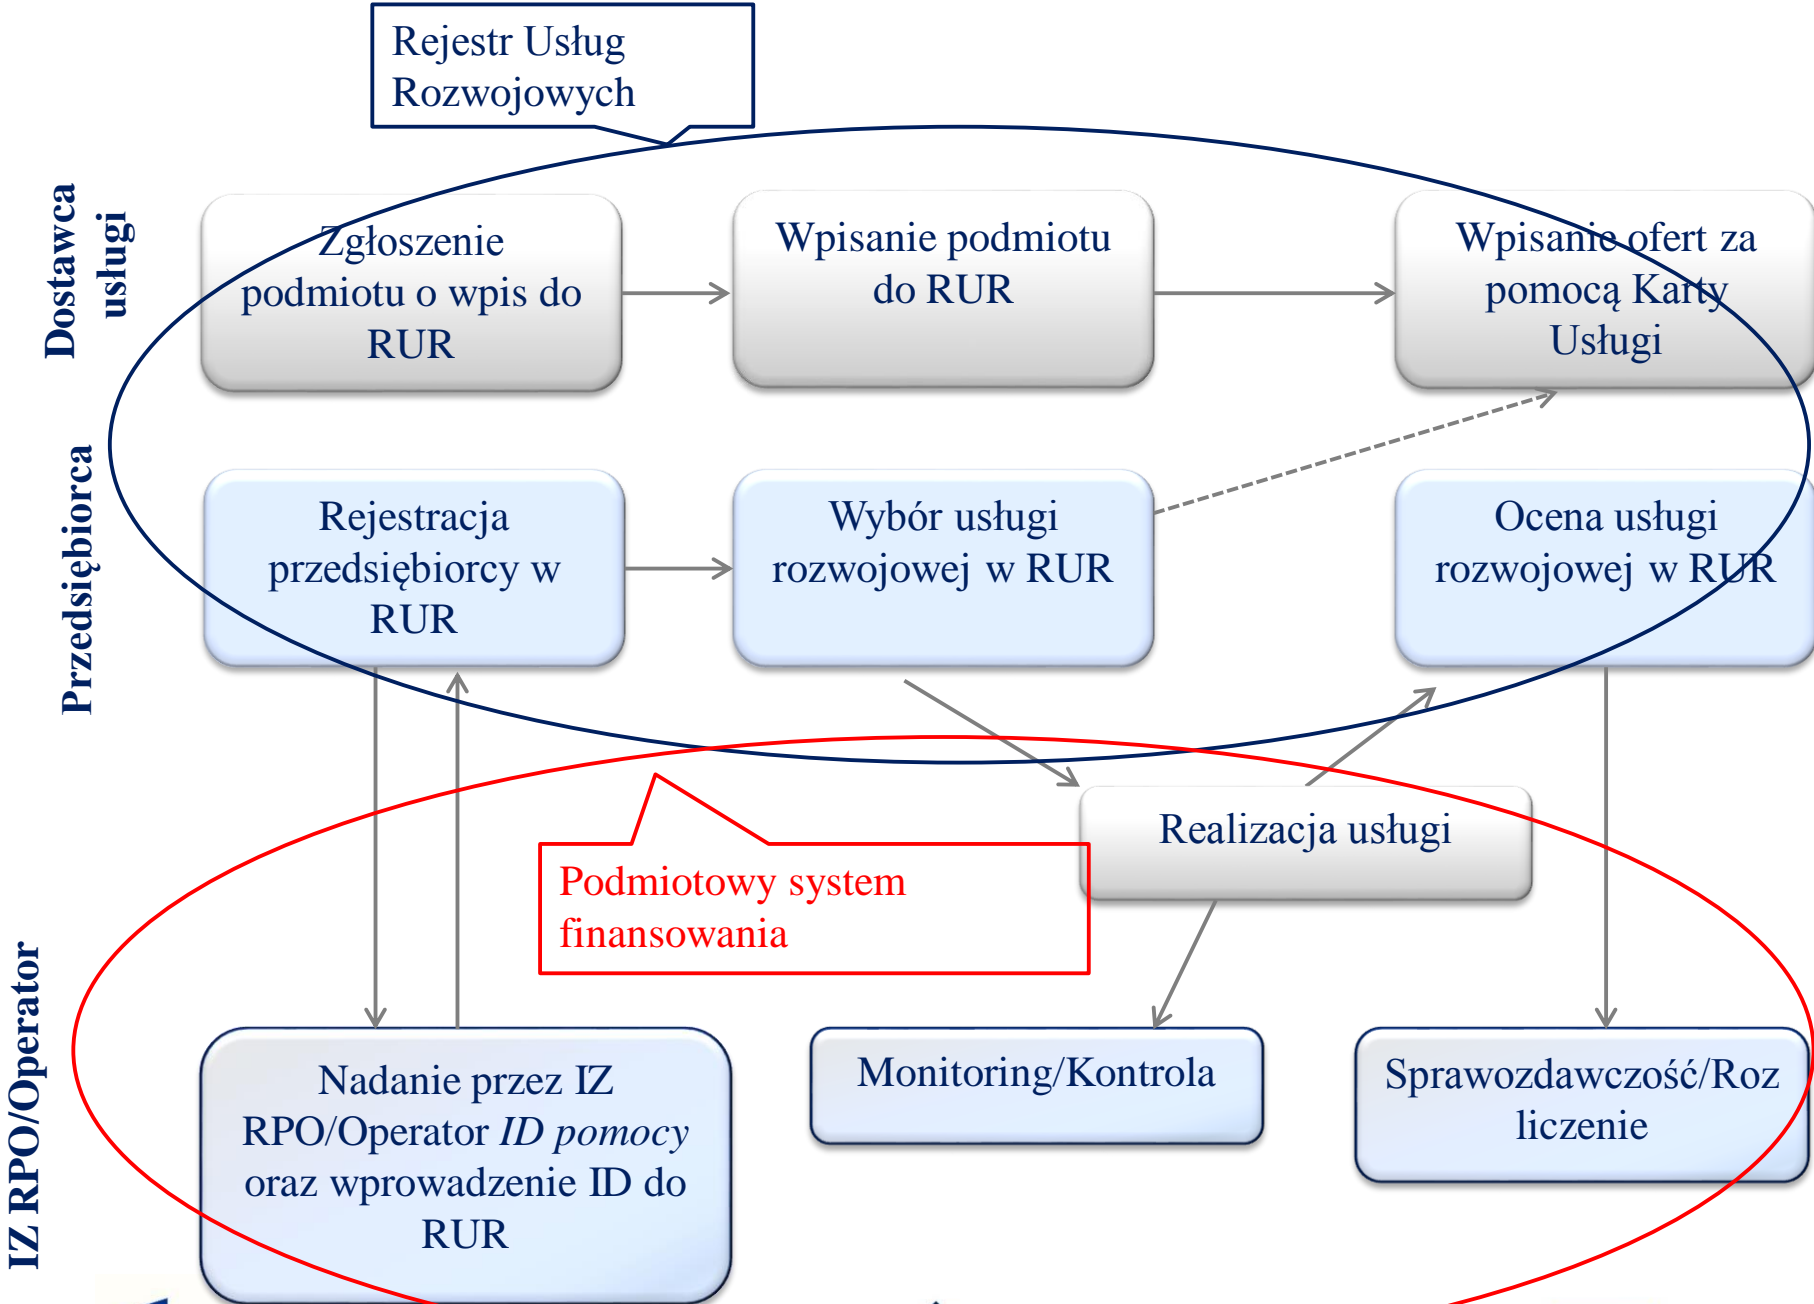 Rejestr Usług
Rozwojowych
Dostawca
usługi
Zgłoszenie
podmiotu o wpis do
RUR
Wpisanie podmiotu
do RUR
Wpisanie ofert za
pomocą Karty
Usługi
Przedsiębiorca
Rejestracja
przedsiębiorcy w
RUR
Wybór usługi
rozwojowej w RUR
Ocena usługi
rozwojowej w RUR
Realizacja usługi
Podmiotowy system
finansowania
IZ RPO/Operator
Nadanie przez IZ
RPO/Operator ID pomocy
oraz wprowadzenie ID do
RUR
Monitoring/Kontrola
Sprawozdawczość/Roz
liczenie